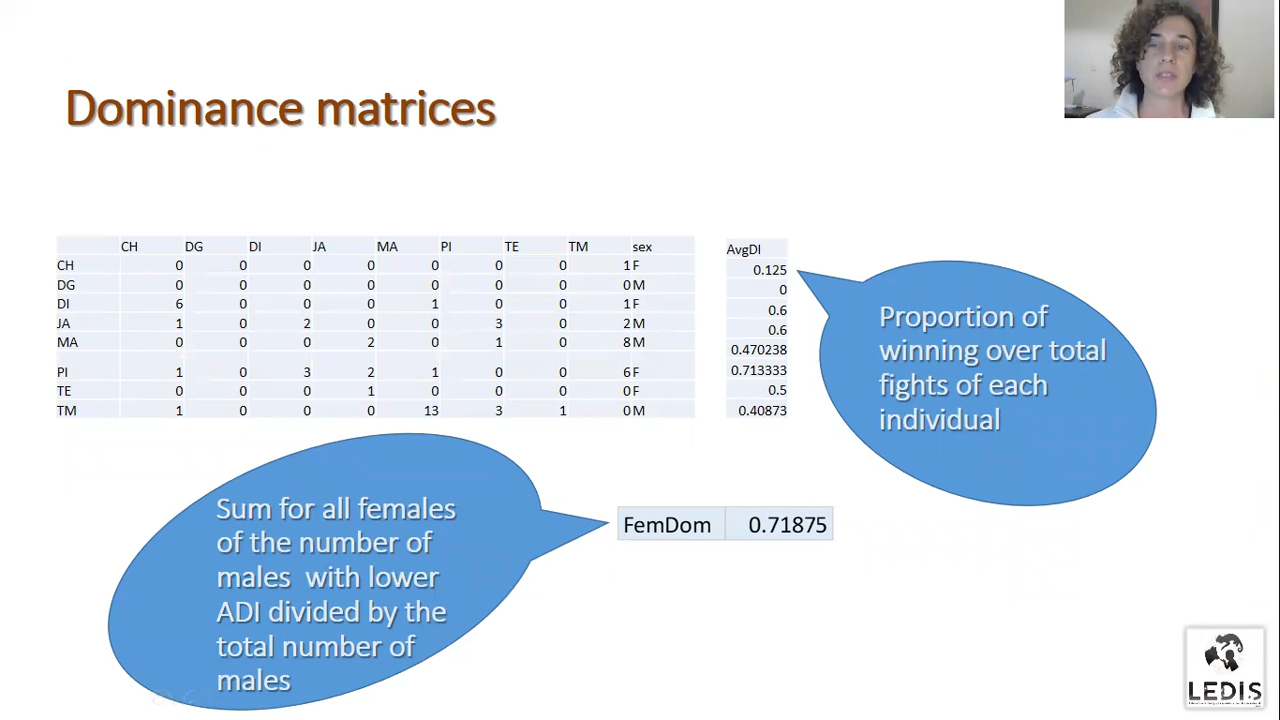 Dominance matrices
CH DG DI JA MA PI TE TM sex
CH 0 0 0 0 0 0 0 1 F
DG 0 0 0 0 0 0 0 0 M
DI 6 0 0 0 1 0 0 1 F
JA 1 0 2 0 0 3 0 2 M
MA 0 0 0 2 0 1 0 8 M
PI 1 0 3 2 1 0 0 6 F
TE 0 0 0 1 0 0 0 0 F
TM 1 0 0 0 13 3 1 0 M
AvgDI
0.125
0
0.6
0.6
0.470238
0.713333
0.5
0.40873
Proportion of
winning over total
fights of each
individual
Sum for all females
of the number of
males with lower
ADI divided by the
total number of
males
FemDom 0.71875
LEDIS